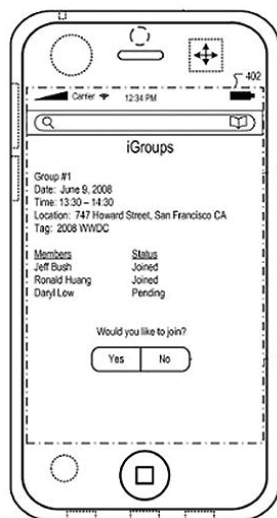 402
Carrier 12:34 PM
iGroups
Group #1
Date: June 9, 2008
Time: 13:30 – 14:30
Location: 747 Howard Street, San Francisco CA
Tag: 2008 WWDC
Members Status
Jeff Bush Joined
Ronald Huang Joined
Daryl Low Pending
Would you like to join?
Yes No